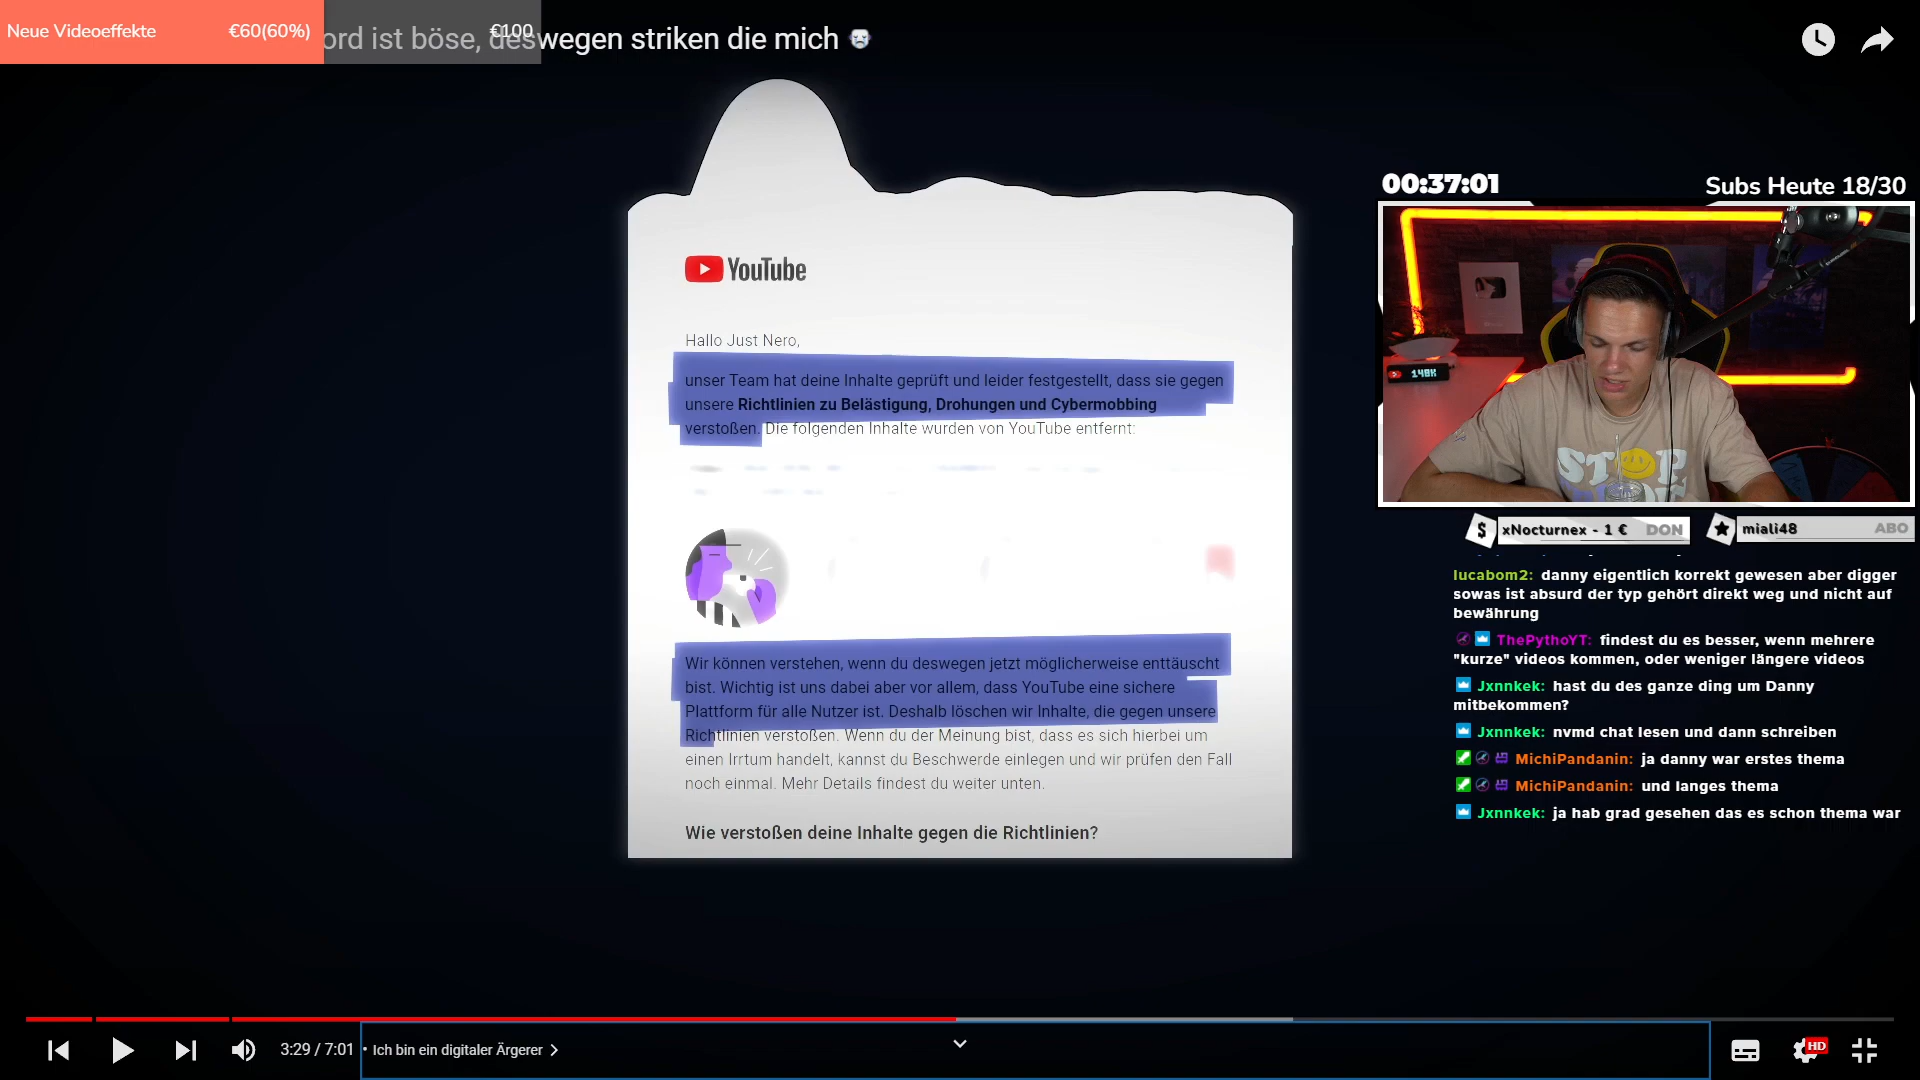 Neue Videoeffekte €60(60%) €100
ord ist böse, deswegen striken die mich
00:37:01
Subs Heute 18/30
YouTube
Hallo Just Nero,
unser Team hat deine Inhalte geprüft und leider festgestellt, dass sie gegen
unsere Richtlinien zu Belästigung, Drohungen und Cybermobbing
verstoßen. Die folgenden Inhalte wurden von YouTube entfernt:
148K
xNocturnex - 1 € DON
miali48 ABO
lucabom2: danny eigentlich korrekt gewesen aber digger
sowas ist absurd der typ gehört direkt weg und nicht auf
bewährung
ThePythoYT: findest du es besser, wenn mehrere
"kurze" videos kommen, oder weniger längere videos
Jxnnkek: hast du des ganze ding um Danny
mitbekommen?
Jxnnkek: nvmd chat lesen und dann schreiben
MichiPandanin: ja danny war erstes thema
MichiPandanin: und langes thema
Jxnnkek: ja hab grad gesehen das es schon thema war
Wir können verstehen, wenn du deswegen jetzt möglicherweise enttäuscht
bist. Wichtig ist uns dabei aber vor allem, dass YouTube eine sichere
Plattform für alle Nutzer ist. Deshalb löschen wir Inhalte, die gegen unsere
Richtlinien verstoßen. Wenn du der Meinung bist, dass es sich hierbei um
einen Irrtum handelt, kannst du Beschwerde einlegen und wir prüfen den Fall
noch einmal. Mehr Details findest du weiter unten.
Wie verstoßen deine Inhalte gegen die Richtlinien?
3:29 / 7:01 • Ich bin ein digitaler Ärgerer
HD